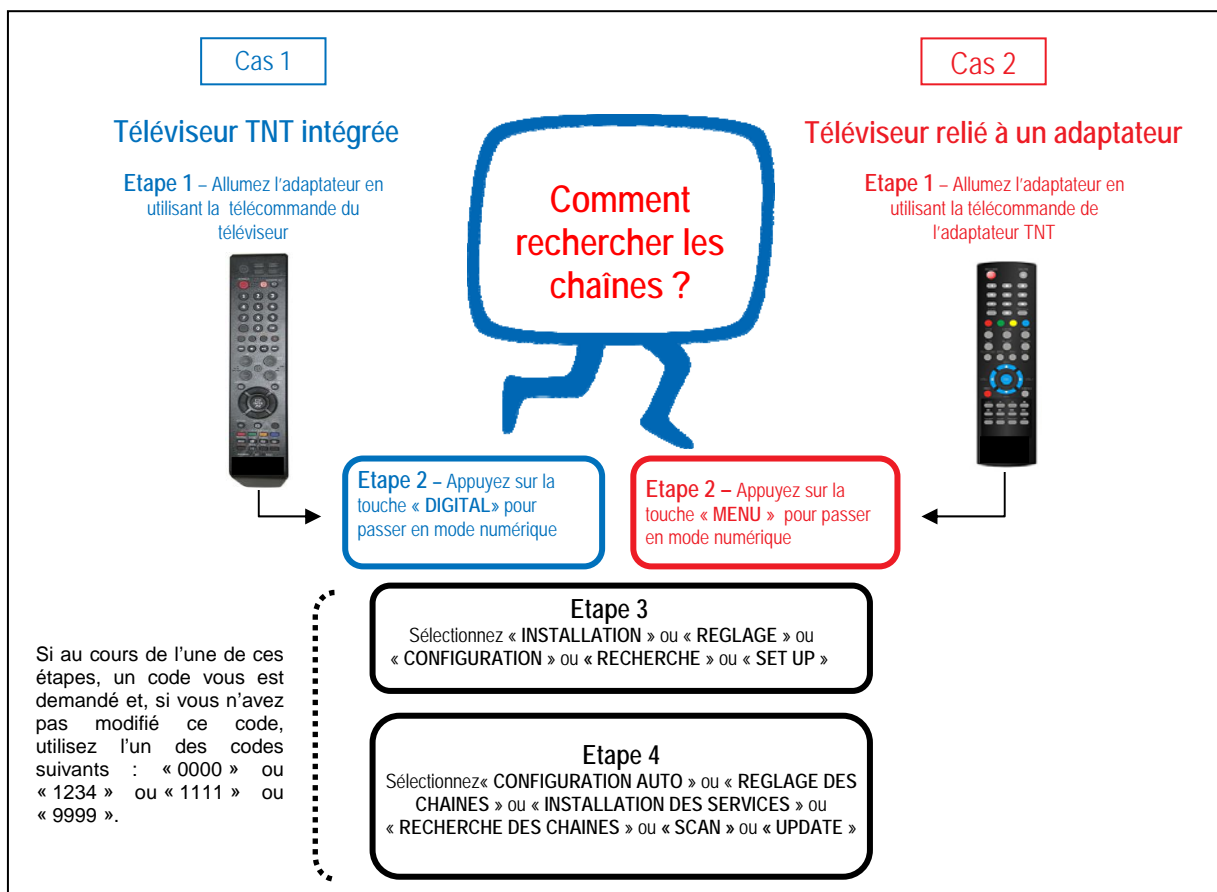 Cas 1
Téléviseur TNT intégrée
Etape 1 – Allumez l'adaptateur en
utilisant la télécommande du
téléviseur
Comment
rechercher les
chaînes ?
Cas 2
Téléviseur relié à un adaptateur
Etape 1 – Allumez l'adaptateur en
utilisant la télécommande de
l'adaptateur TNT
Etape 2 – Appuyez sur la
touche « DIGITAL» pour
passer en mode numérique
Etape 2 – Appuyez sur la
touche « MENU » pour passer
en mode numérique
Etape 3
Sélectionnez « INSTALLATION » ou « REGLAGE » ou
« CONFIGURATION » ou « RECHERCHE » ou « SET UP »
Si au cours de l'une de ces
étapes, un code vous est
demandé et, si vous n'avez
pas modifié ce code,
utilisez l'un des codes
suivants : « 0000 » ou
« 1234 » ou « 1111 » ou
« 9999 ».
Etape 4
Sélectionnez« CONFIGURATION AUTO » ou « REGLAGE DES
CHAINES » ou « INSTALLATION DES SERVICES » ou
« RECHERCHE DES CHAINES » ou « SCAN » ou « UPDATE »